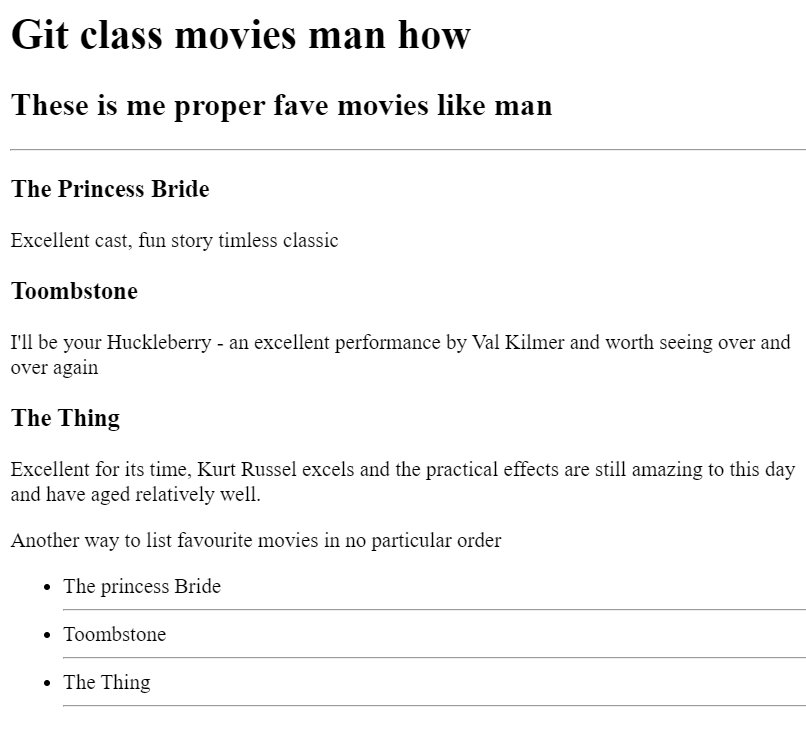 Git class movies man how
These is me proper fave movies like man
The Princess Bride
Excellent cast, fun story timless classic
Toombstone
I'll be your Huckleberry - an excellent performance by Val Kilmer and worth seeing over and
over again
The Thing
Excellent for its time, Kurt Russel excels and the practical effects are still amazing to this day
and have aged relatively well.
Another way to list favourite movies in no particular order
• The princess Bride
• Toombstone
• The Thing